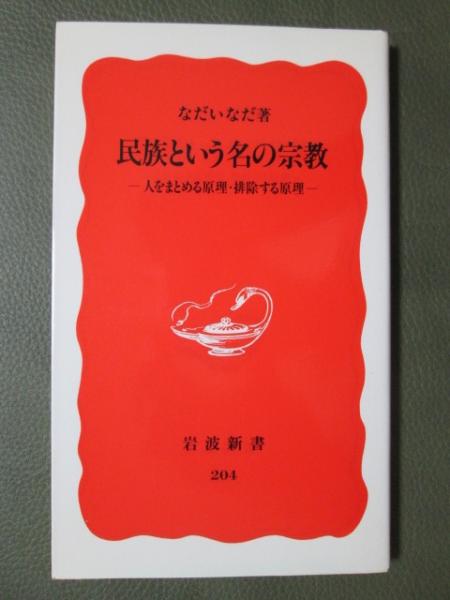 なだいなだ著
民族という名の宗教
―人をまとめる原理・排除する原理―
岩波新書
204